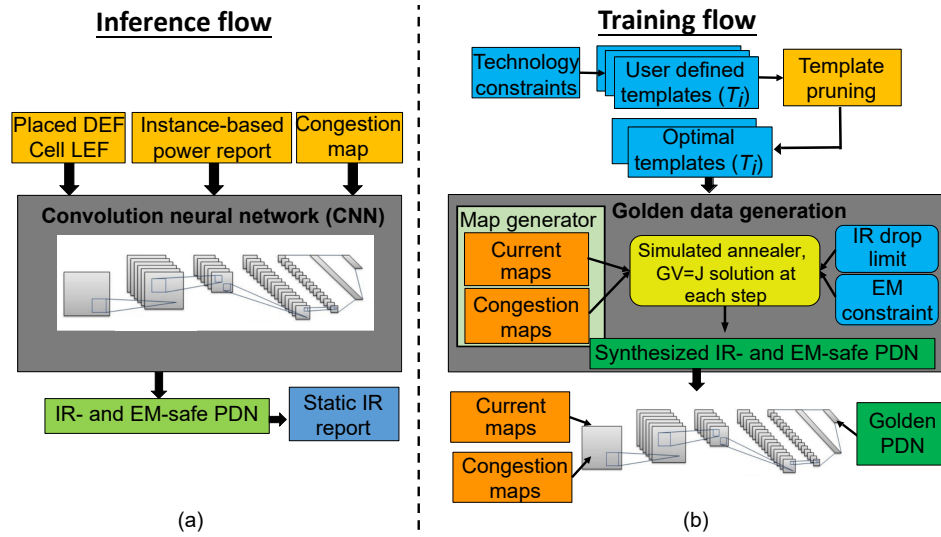 Inference flow
Placed DEF
Cell LEF
Instance-based
power report
Congestion
map
Convolution neural network (CNN)
IR- and EM-safe PDN
Static IR
report
(a)
Training flow
Technology
constraints
User defined
templates (Ti)
Template
pruning
Optimal
templates (Ti)
Golden data generation
Map generator
Current
maps
Congestion
maps
Simulated annealer,
GV=J solution at
each step
IR drop
limit
EM
constraint
Synthesized IR- and EM-safe PDN
Current
maps
Congestion
maps
Golden
PDN
(b)